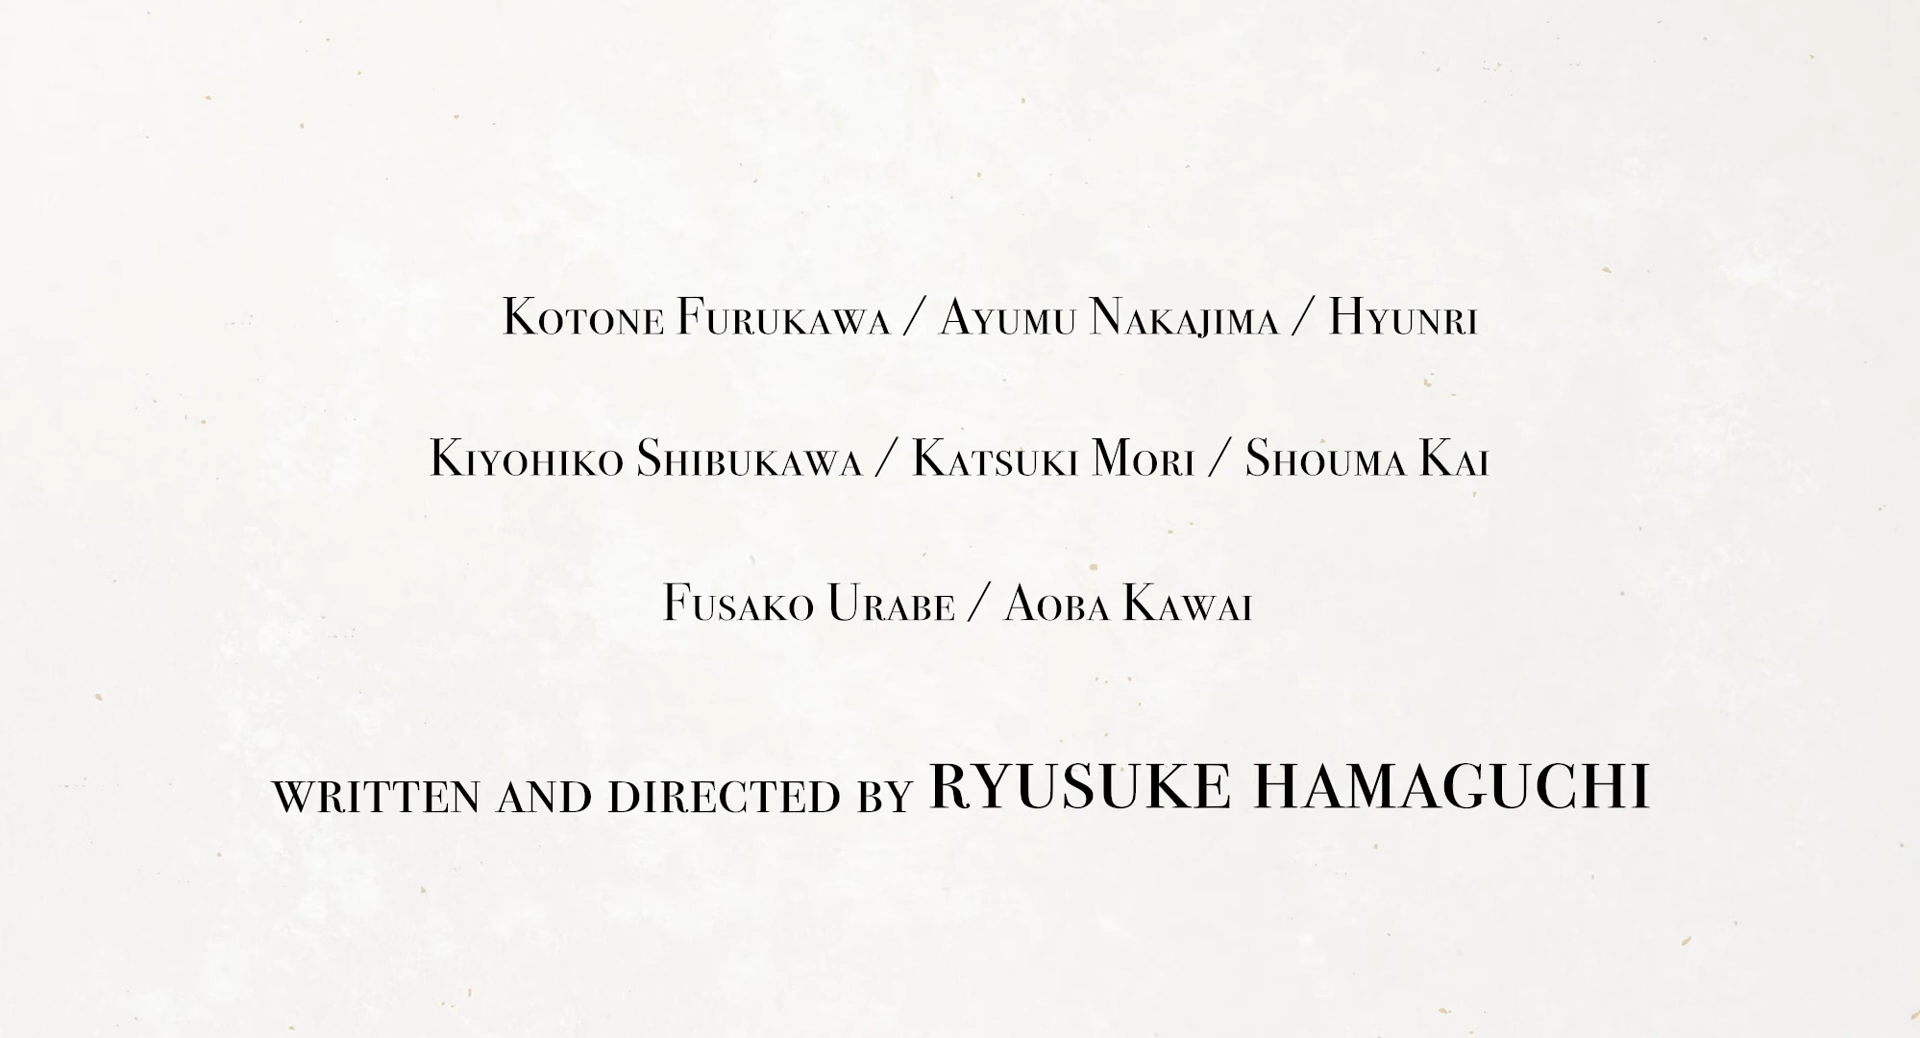 Kotone Furukawa / Ayumu Nakajima / Hyunri
Kiyohiko Shibukawa / Katsuki Mori / Shouma Kai
Fusako Urabe / Aoba Kawai
WRITTEN AND DIRECTED BY RYUSUKE HAMAGUCHI